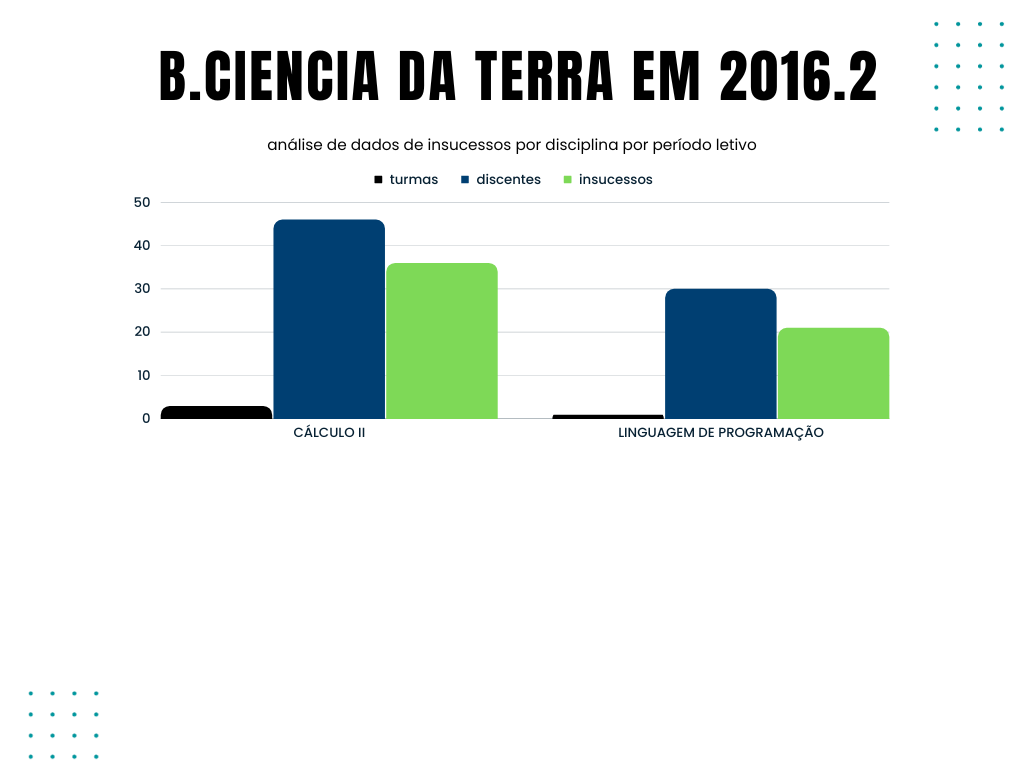 B.CIENCIA DA TERRA EM 2016.2
análise de dados de insucessos por disciplina por período letivo
turmas discentes insucessos
50
40
30
20
10
0
CÁLCULO II LINGUAGEM DE PROGRAMAÇÃO